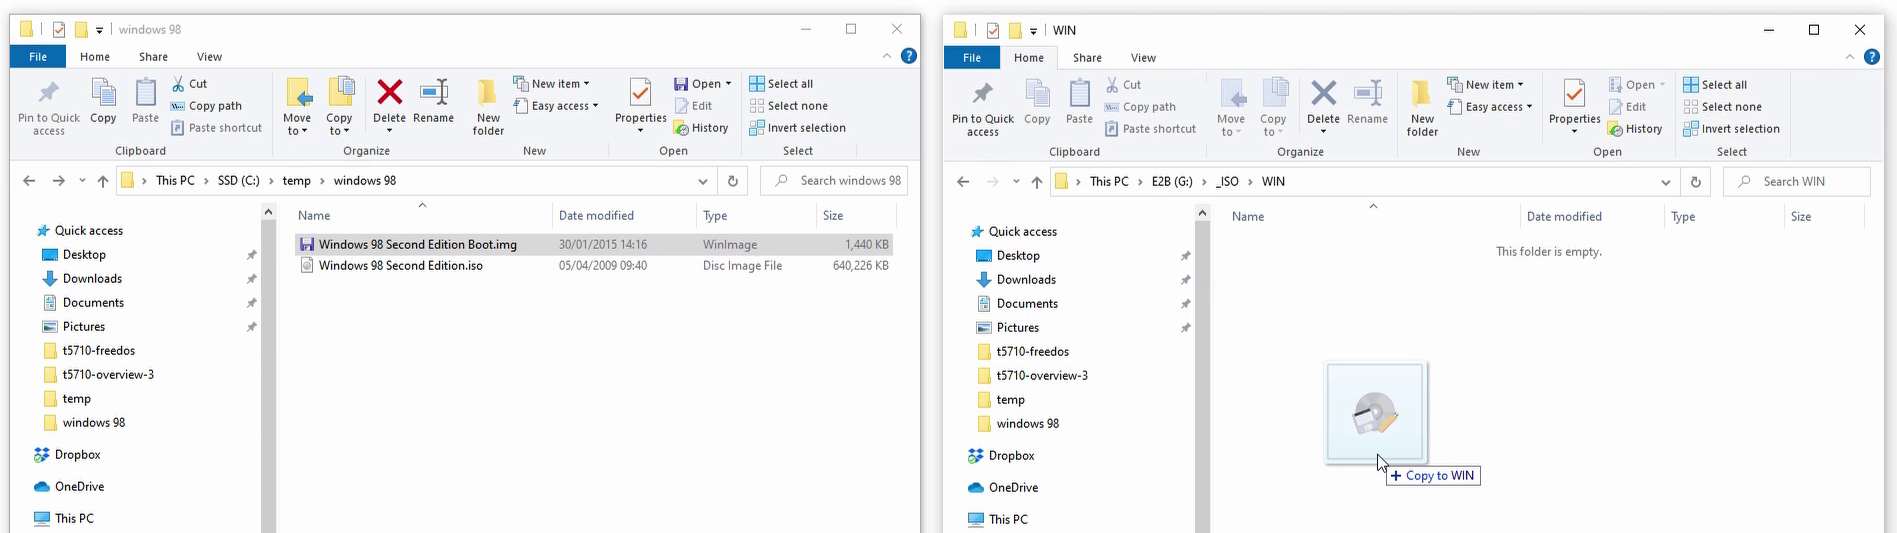 windows 98
File Home Share View
Pin to Quick access
Copy
Paste
Cut
Copy path
Paste shortcut
Clipboard
Move to
Copy to
Delete
Rename
Organize
New folder
New item
Easy access
New
Properties
Open
Edit
History
Open
Select all
Select none
Invert selection
Select
This PC > SSD (C:) > temp > windows 98
Search windows 98
Quick access
Desktop
Downloads
Documents
Pictures
t5710-freedos
t5710-overview-3
temp
windows 98
Dropbox
OneDrive
This PC
Name Date modified Type Size
Windows 98 Second Edition Boot.img 30/01/2015 14:16 WinImage 1,440 KB
Windows 98 Second Edition.iso 05/04/2009 09:40 Disc Image File 640,226 KB
WIN
File Home Share View
Pin to Quick access
Copy
Paste
Cut
Copy path
Paste shortcut
Clipboard
Move to
Copy to
Delete
Rename
Organize
New folder
New item
Easy access
New
Properties
Open
Edit
History
Open
Select all
Select none
Invert selection
Select
This PC > E2B (G:) > _ISO > WIN
Search WIN
Quick access
Desktop
Downloads
Documents
Pictures
t5710-freedos
t5710-overview-3
temp
windows 98
Dropbox
OneDrive
This PC
Name Date modified Type Size
This folder is empty.
+ Copy to WIN